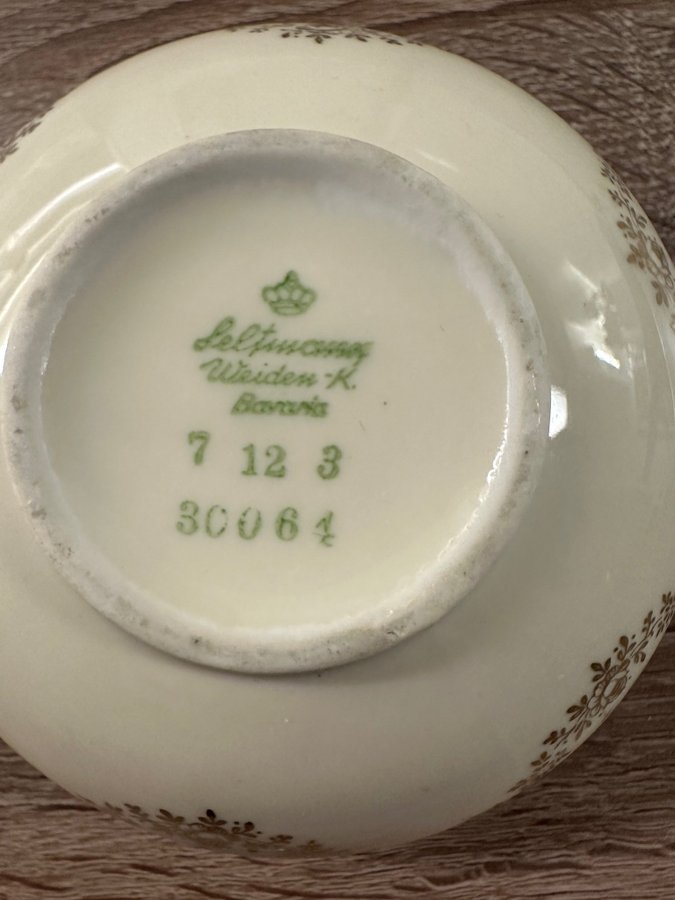 Seltmann
Weiden-K.
Bavaria
7 12 3
30064